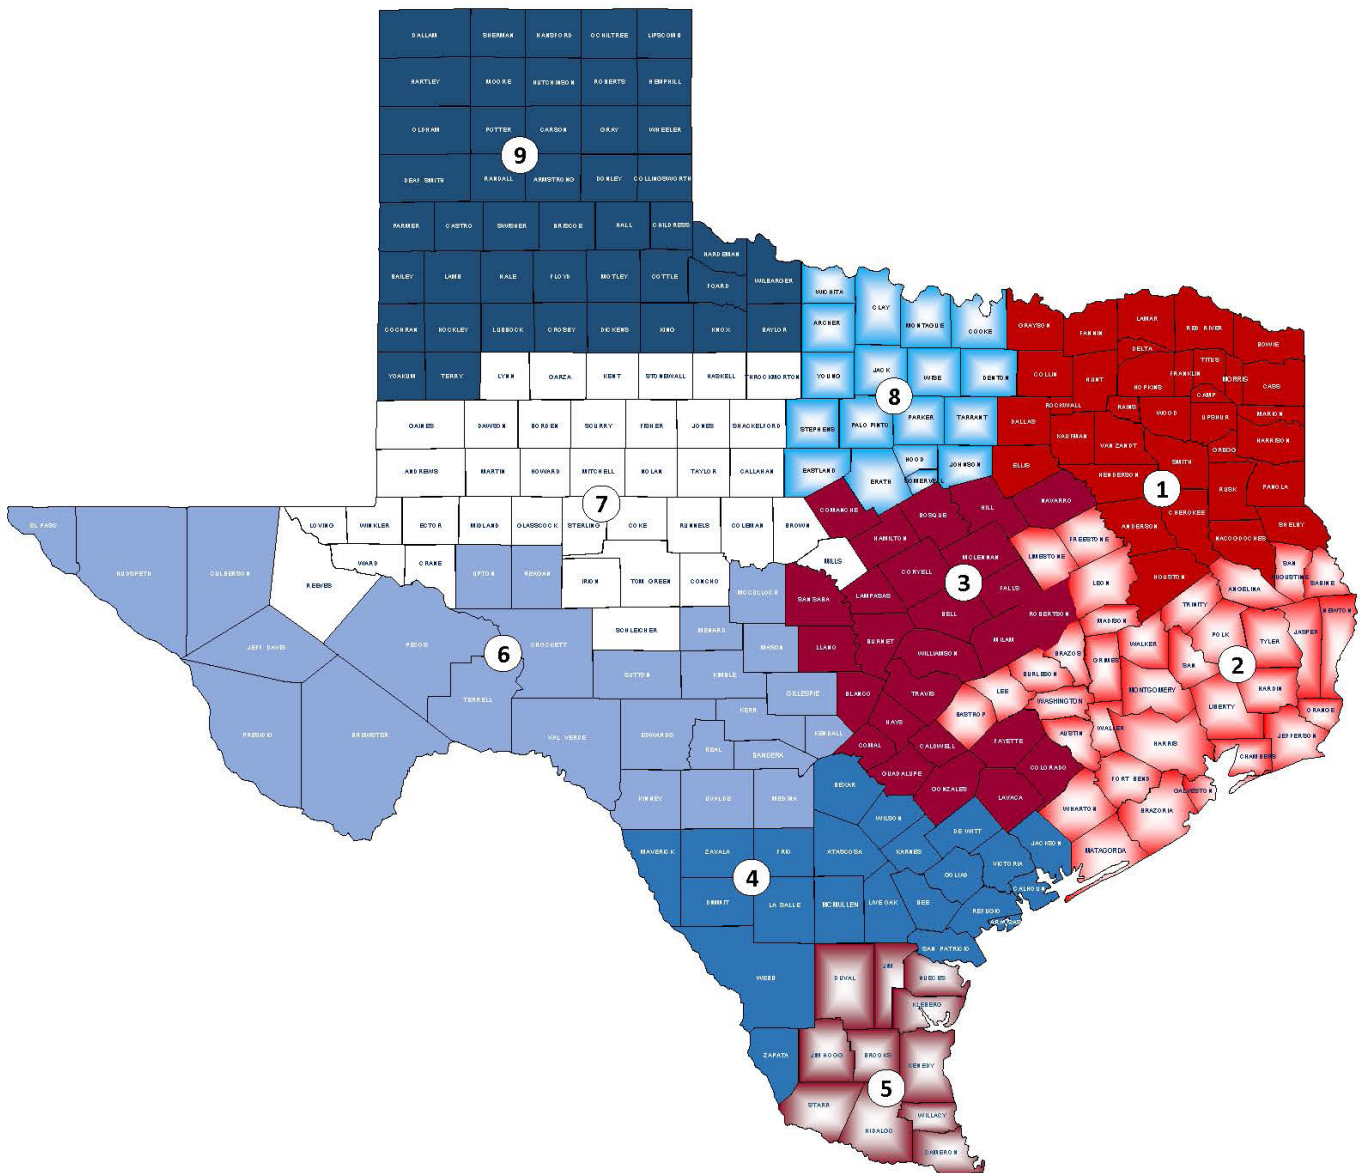 DALLAM SHERMAN HANSFORD OCHILTREE LIPSCOMB
HARTLEY MOORE HUTCHINSON ROBERTS HEMPHILL
OLDHAM POTTER CARSON GRAY WHEELER
9
DEAF SMITH RANDALL ARMSTRONG DONLEY COLLINGSWORTH
PARMER CASTRO SWISHER BRISCOE HALL CHILDRESS
HARDEMAN
BAILEY LAMB HALE FLOYD MOTLEY COTTLE FOARD WILBARGER
WICHITA CLAY
COCHRAN HOCKLEY LUBBOCK CROSBY DICKENS KING KNOX BAYLOR
ARCHER MONTAGUE COOKE GRAYSON FANNIN LAMAR RED RIVER BOWIE
DELTA TITUS
YOAKUM TERRY LYNN GARZA KENT STONEWALL HASKELL THROCKMORTON
YOUNG JACK WISE DENTON COLLIN HUNT HOPKINS FRANKLIN MORRIS CASS
8
CAMP
ROCKWALL RAINS WOOD UPSHUR MARION
GAINES DAWSON BORDEN SCURRY FISHER JONES SHACKELFORD
STEPHENS PALO PINTO PARKER TARRANT DALLAS KAUFMAN VAN ZANDT HARRISON
GREGG
ANDREWS MARTIN HOWARD MITCHELL NOLAN TAYLOR CALLAHAN
EASTLAND ERATH HOOD SOMERVELL JOHNSON ELLIS HENDERSON SMITH RUSK PANOLA
1
7
EL PASO HUDSPETH CULBERSON
LOVING WINKLER ECTOR MIDLAND GLASSCOCK STERLING COKE RUNNELS COLEMAN BROWN
COMANCHE BOSQUE HILL NAVARRO ANDERSON CHEROKEE NACOGDOCHES SHELBY
HAMILTON MCLENNAN LIMESTONE FREESTONE
REEVES WARD CRANE UPTON REAGAN IRION TOM GREEN CONCHO MCCULLOCH MILLS
SAN SABA LAMPASAS CORYELL FALLS LEON HOUSTON TRINITY ANGELINA SAN AUGUSTINE SABINE
3
BELL ROBERTSON MADISON NEWTON
JEFF DAVIS PECOS CROCKETT SCHLEICHER MENARD MASON LLANO BURNET
6
WILLIAMSON MILAM BRAZOS GRIMES WALKER SAN POLK TYLER JASPER
2
PRESIDIO BREWSTER TERRELL VAL VERDE SUTTON KIMBLE GILLESPIE BLANCO TRAVIS
BURLESON LEE BASTROP WASHINGTON MONTGOMERY LIBERTY HARDIN ORANGE
EDWARDS REAL KERR BANDERA KENDALL COMAL HAYS CALDWELL FAYETTE AUSTIN WALLER HARRIS CHAMBERS JEFFERSON
KINNEY UVALDE MEDINA BEXAR GUADALUPE GONZALES LAVACA COLORADO FORT BEND GALVESTON
WHARTON BRAZORIA
MAVERICK ZAVALA FRIO ATASCOSA WILSON KARNES DE WITT JACKSON MATAGORDA
4
VICTORIA GOLIAD CALHOUN
DIMMIT LA SALLE MCMULLEN LIVE OAK BEE REFUGIO ARANSAS
SAN PATRICIO
WEBB DUVAL JIM NUECES
KLEBERG
ZAPATA JIM HOGG BROOKS KENEDY
5
STARR HIDALGO WILLACY
CAMERON